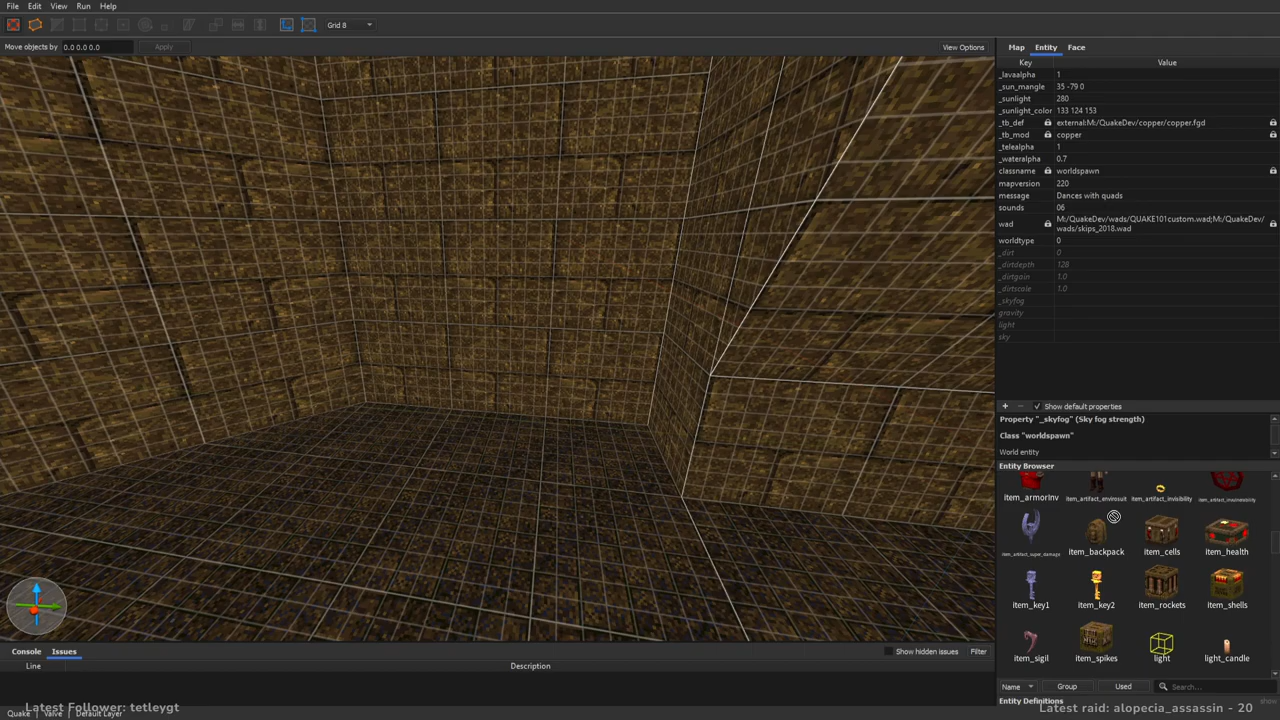 File Edit View Run Help
Grid 8
Move objects by 0.0 0.0 0.0 Apply View Options
Map Entity Face
Key Value
_lavaalpha 1
_sun_mangle 35 -79 0
_sunlight 280
_sunlight_color 133 124 153
_tb_def external:M:/QuakeDev/copper/copper.fgd
_tb_mod copper
_telealpha 1
_wateralpha 0.7
classname worldspawn
mapversion 220
message Dances with quads
sounds 06
wad M:/QuakeDev/wads/QUAKE101custom.wad;M:/QuakeDev/
wads/skips_2018.wad
worldtype 0
_dirt 0
_dirtdepth 128
_dirtgain 1.0
_dirtscale 1.0
_skyfog
gravity
light
sky
+ − Show default properties
Property "_skyfog" (Sky fog strength)
Class "worldspawn"
World entity
Entity Browser
item_armorInv item_artifact_envirosuit item_artifact_invisibility item_artifact_invulnerability
item_artifact_super_damage item_backpack item_cells item_health
item_key1 item_key2 item_rockets item_shells
item_sigil item_spikes light light_candle
Name Group Used Search...
Entity Definitions show
Console Issues Show hidden issues Filter
Line Description
Latest Follower: tetleygt
Latest raid: alopecia_assassin - 20
Quake Valve Default Layer